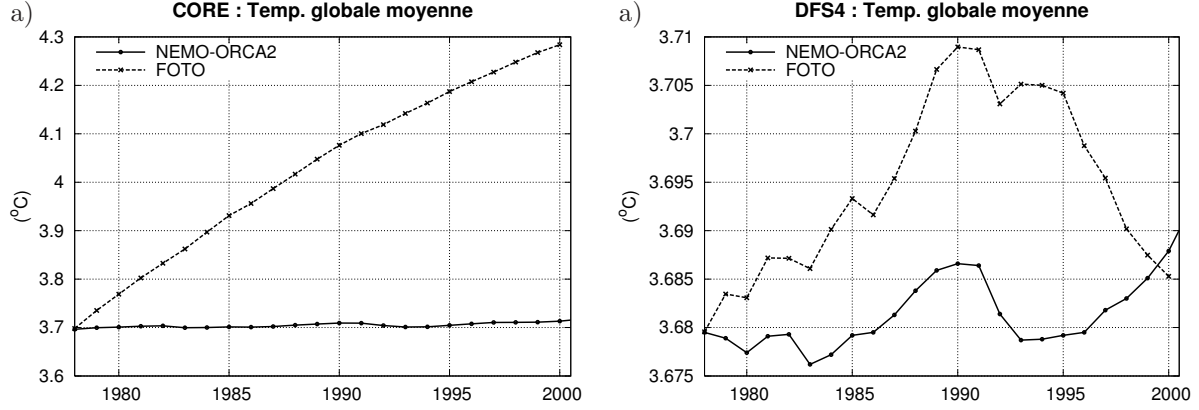 a)
CORE : Temp. globale moyenne
4.3
4.2
4.1
4
3.9
3.8
3.7
3.6
(°C)
NEMO-ORCA2
FOTO
1980 1985 1990 1995 2000
a)
DFS4 : Temp. globale moyenne
3.71
3.705
3.7
3.695
3.69
3.685
3.68
3.675
(°C)
NEMO-ORCA2
FOTO
1980 1985 1990 1995 2000